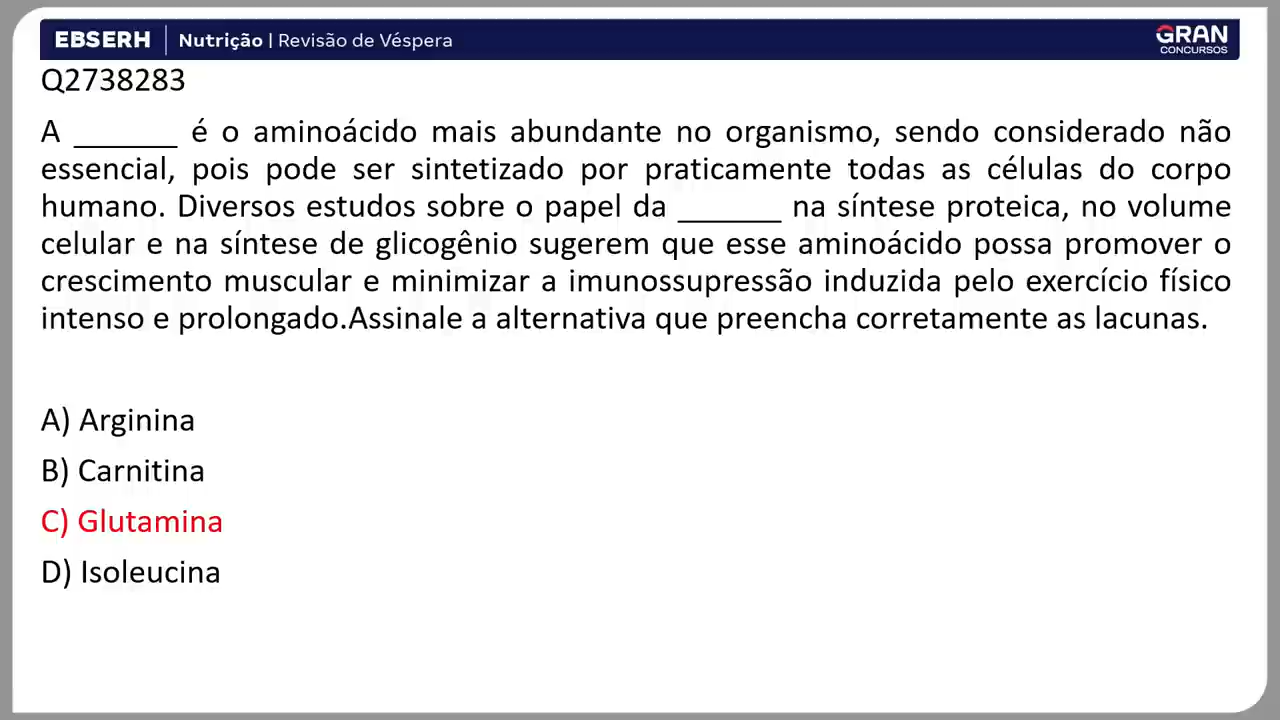 EBSERH | Nutrição | Revisão de Véspera
GRAN
CONCURSOS
Q2738283
A ______ é o aminoácido mais abundante no organismo, sendo considerado não
essencial, pois pode ser sintetizado por praticamente todas as células do corpo
humano. Diversos estudos sobre o papel da ______ na síntese proteica, no volume
celular e na síntese de glicogênio sugerem que esse aminoácido possa promover o
crescimento muscular e minimizar a imunossupressão induzida pelo exercício físico
intenso e prolongado.Assinale a alternativa que preencha corretamente as lacunas.
A) Arginina
B) Carnitina
C) Glutamina
D) Isoleucina